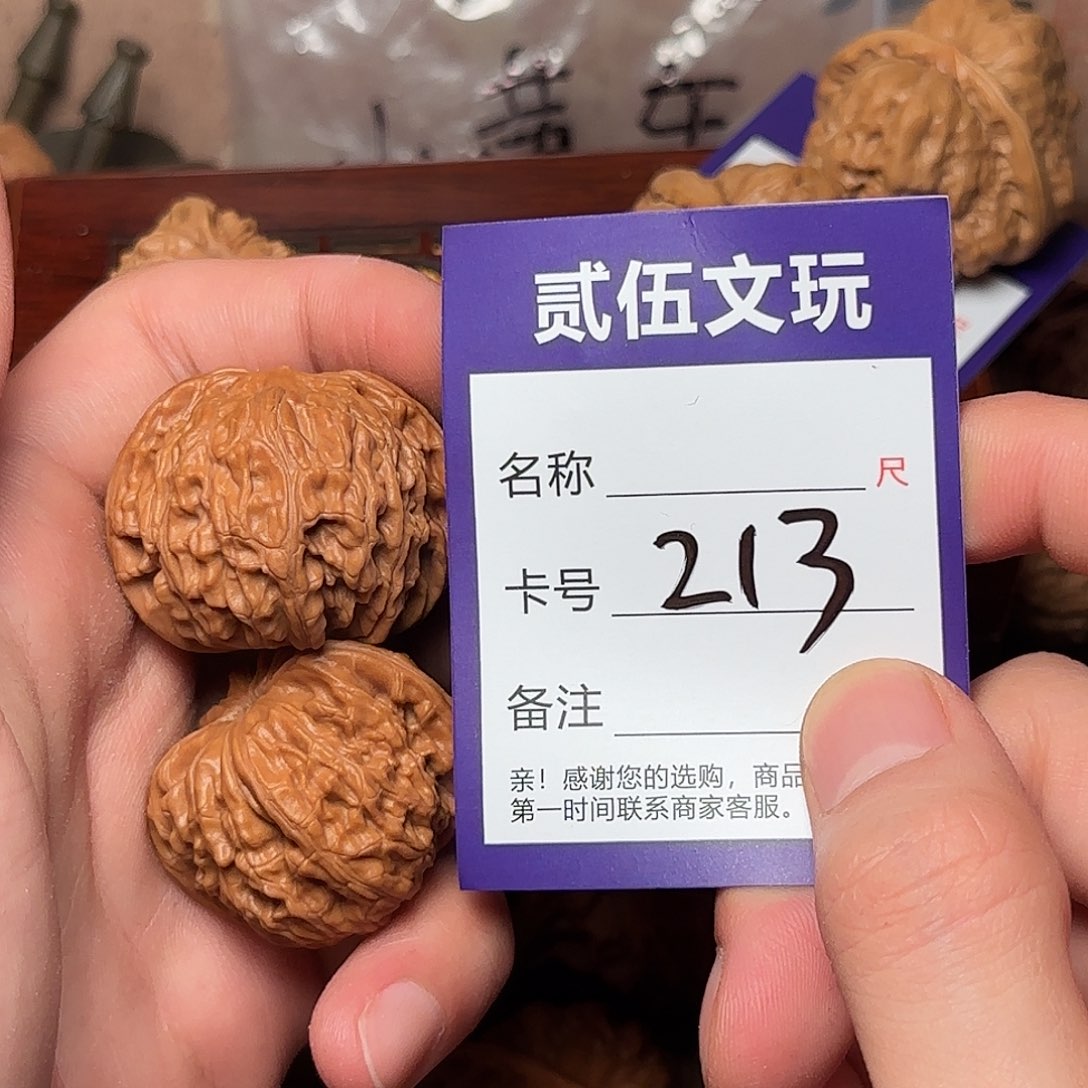 贰伍文玩
名称 尺
卡号 213
备注
亲！感谢您的选购，商品
第一时间联系商家客服。